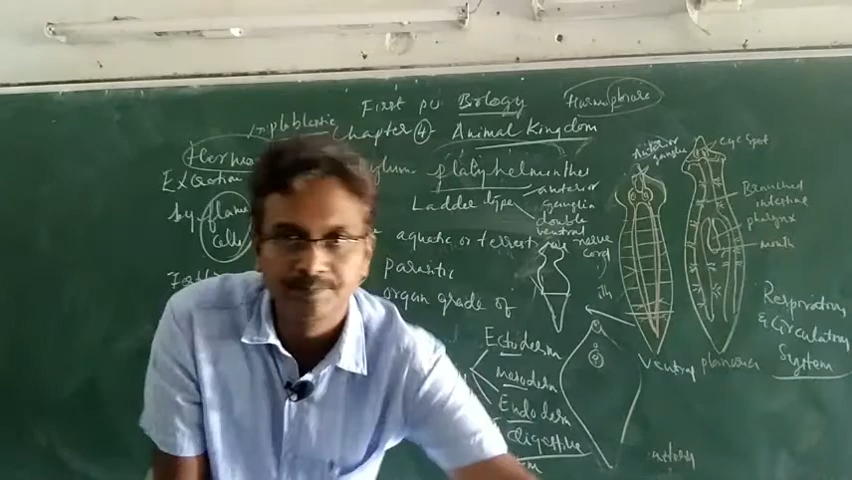 First pu Biology
Chapter 4 Animal Kingdom
triploblastic
phylum platyhelminthes
Excretion
by flame
cells
Ladder type
anterior
ganglia
double
ventral
nerve
cord
aquatic or terrestrial
parasitic
organ grade of
Ectoderm
mesoderm
Endoderm
Digestive
Anterior
ganglia
eye spot
Branched
intestine
pharynx
mouth
Ventral
planaria
Respiratory
& Circulatory
System